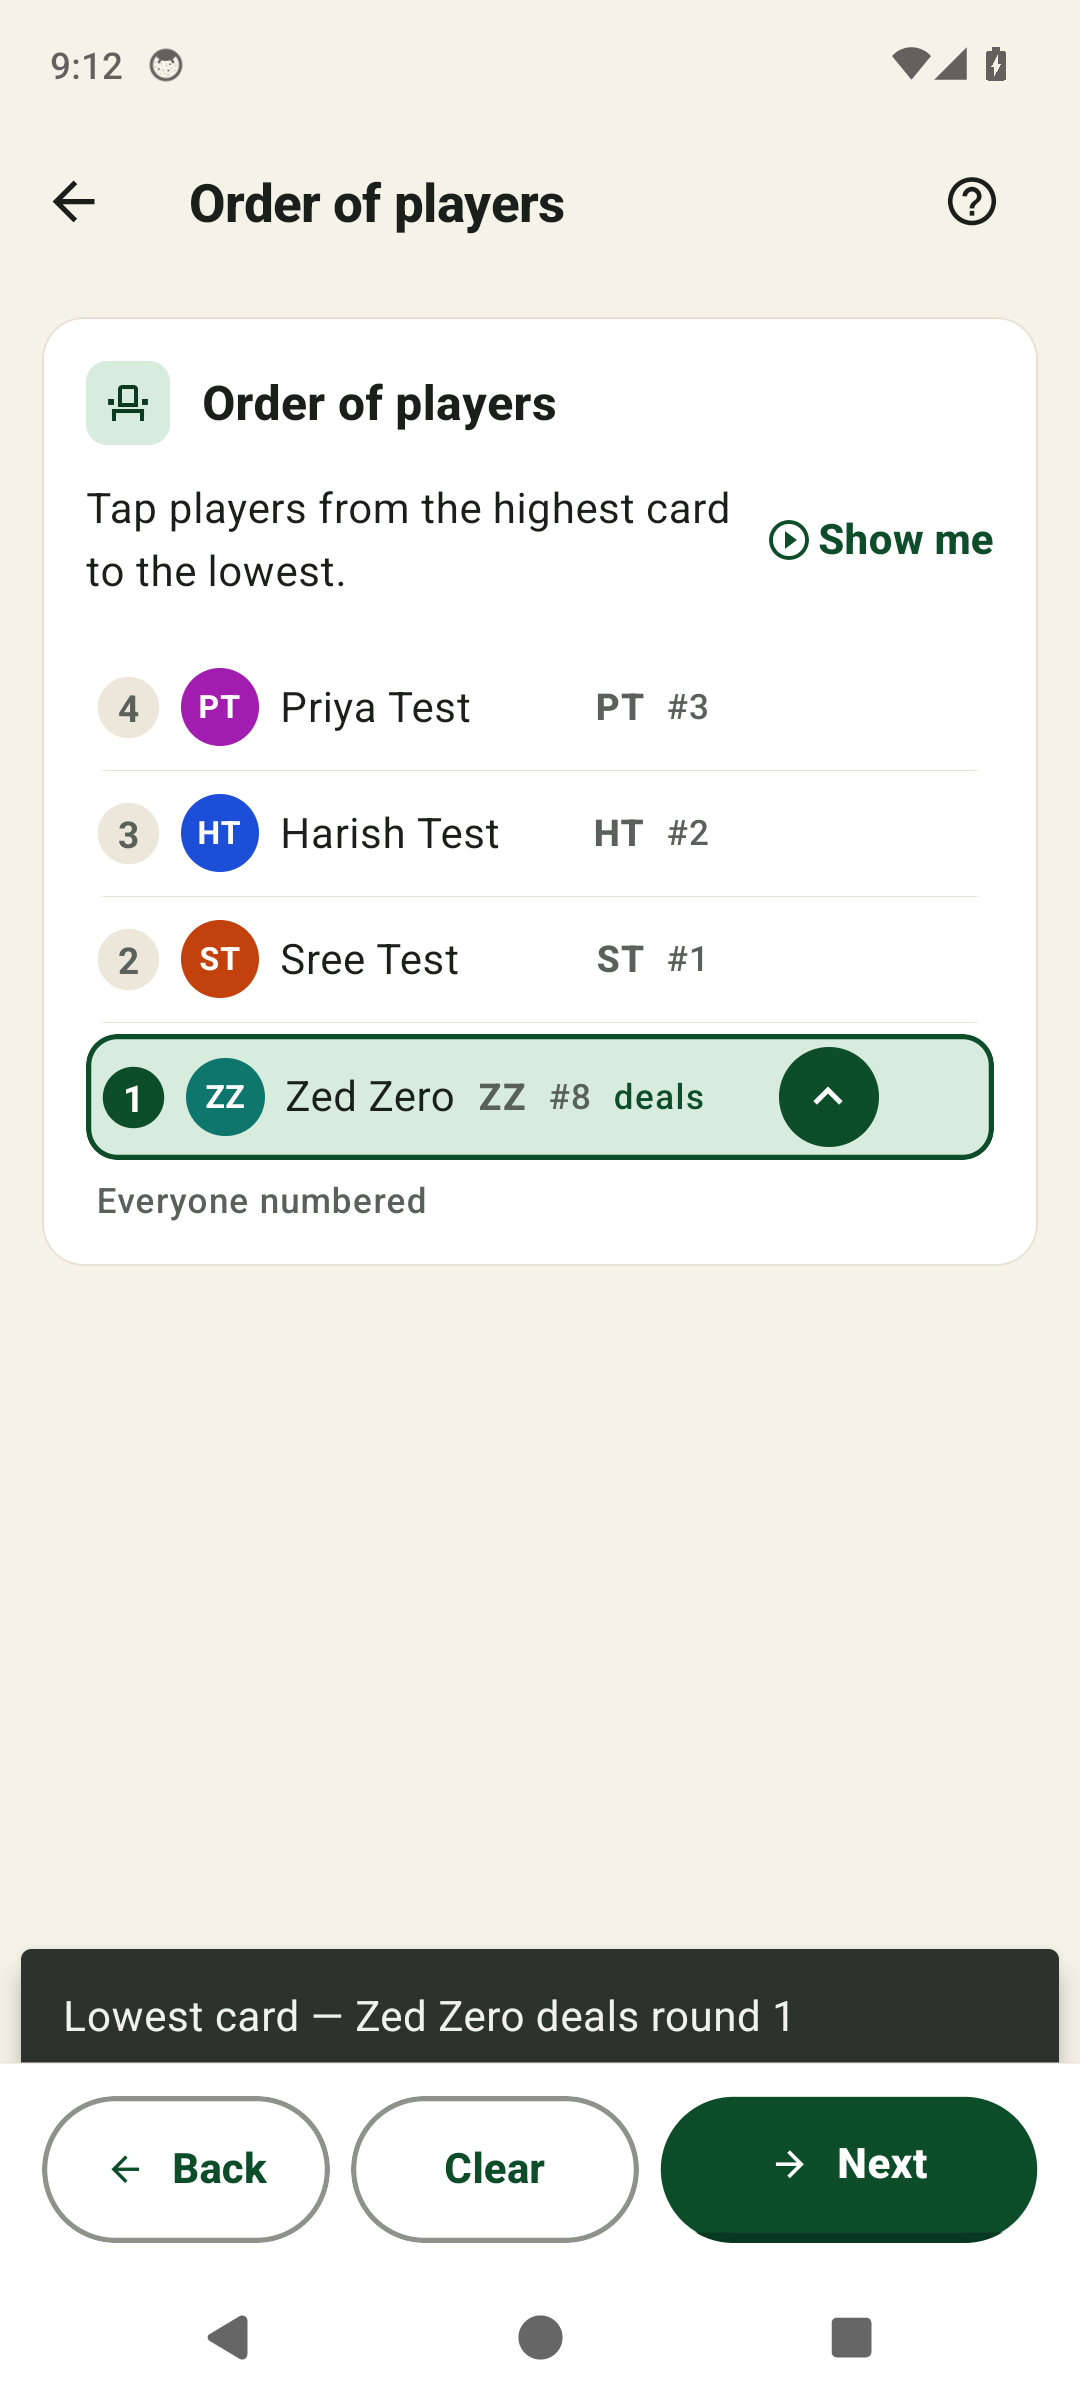 9:12
Order of players
Order of players
Tap players from the highest card
to the lowest.
Show me
4 PT Priya Test PT #3
3 HT Harish Test HT #2
2 ST Sree Test ST #1
1 ZZ Zed Zero ZZ #8 deals
Everyone numbered
Lowest card — Zed Zero deals round 1
Back
Clear
Next